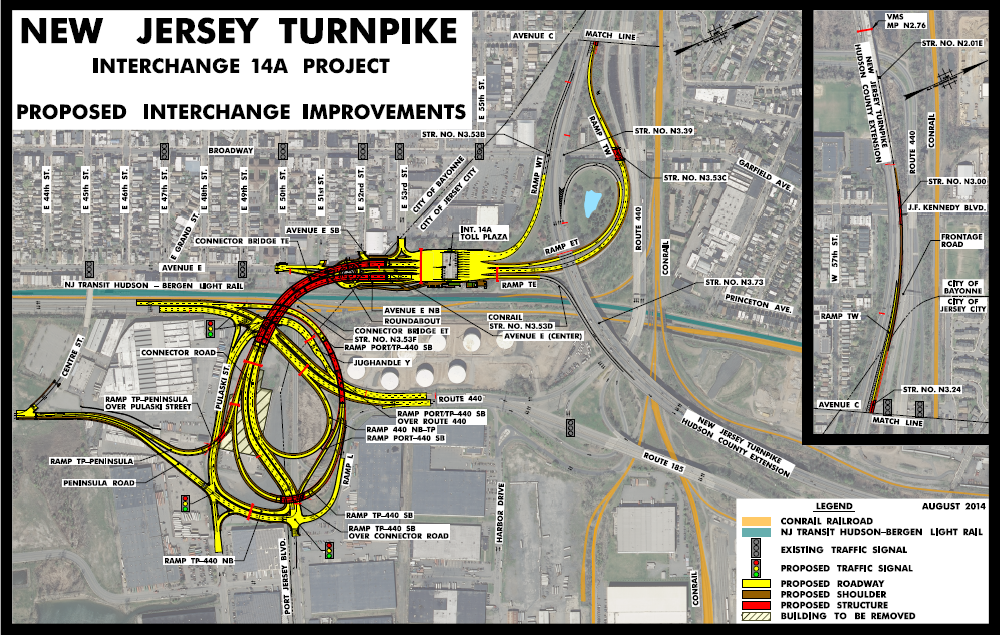 NEW JERSEY TURNPIKE
INTERCHANGE 14A PROJECT
PROPOSED INTERCHANGE IMPROVEMENTS
AVENUE C
MATCH LINE
E 55th ST.
STR. NO. N3.53B
STR. NO. N3.39
RAMP TW
BROADWAY
CITY OF BAYONNE
CITY OF JERSEY CITY
RAMP WT
STR. NO. N3.53C
GARFIELD AVE.
E 44th ST.
E 45th ST.
E 46th ST.
E 47th ST.
E 48th ST.
E 49th ST.
E 50th ST.
E 51st ST.
E 52nd ST.
E 53rd ST.
E GRAND ST.
AVENUE E SB
CONNECTOR BRIDGE TE
INT. 14A
TOLL PLAZA
RAMP ET
ROUTE 440
CONRAIL
AVENUE E
RAMP TE
STR. NO. N3.73
NJ TRANSIT HUDSON - BERGEN LIGHT RAIL
PRINCETON AVE.
AVENUE E NB
ROUNDABOUT
CONRAIL
STR. NO. N3.53D
AVENUE E (CENTER)
CONNECTOR BRIDGE ET
STR. NO. N3.53F
RAMP PORT/TP-440 SB
JUGHANDLE Y
CONNECTOR ROAD
CENTRE ST.
PULASKI ST.
RAMP TP-PENINSULA
OVER PULASKI STREET
ROUTE 440
RAMP PORT/TP-440 SB
OVER ROUTE 440
RAMP 440 NB-TP
RAMP PORT-440 SB
NEW JERSEY TURNPIKE
HUDSON COUNTY EXTENSION
ROUTE 185
RAMP TP-PENINSULA
PENINSULA ROAD
RAMP L
HARBOR DRIVE
RAMP TP-440 SB
RAMP TP-440 SB
OVER CONNECTOR ROAD
RAMP TP-440 NB
PORT JERSEY BLVD.
CONRAIL
VMS
MP N2.76
STR. NO. N2.01E
NEW JERSEY TURNPIKE
HUDSON COUNTY EXTENSION
ROUTE 440
CONRAIL
STR. NO. N3.00
J.F. KENNEDY BLVD.
W 57th ST.
FRONTAGE
ROAD
CITY OF
BAYONNE
CITY OF
JERSEY CITY
RAMP TW
STR. NO. N3.24
AVENUE C
MATCH LINE
LEGEND
AUGUST 2014
CONRAIL RAILROAD
NJ TRANSIT HUDSON-BERGEN LIGHT RAIL
EXISTING TRAFFIC SIGNAL
PROPOSED TRAFFIC SIGNAL
PROPOSED ROADWAY
PROPOSED SHOULDER
PROPOSED STRUCTURE
BUILDING TO BE REMOVED